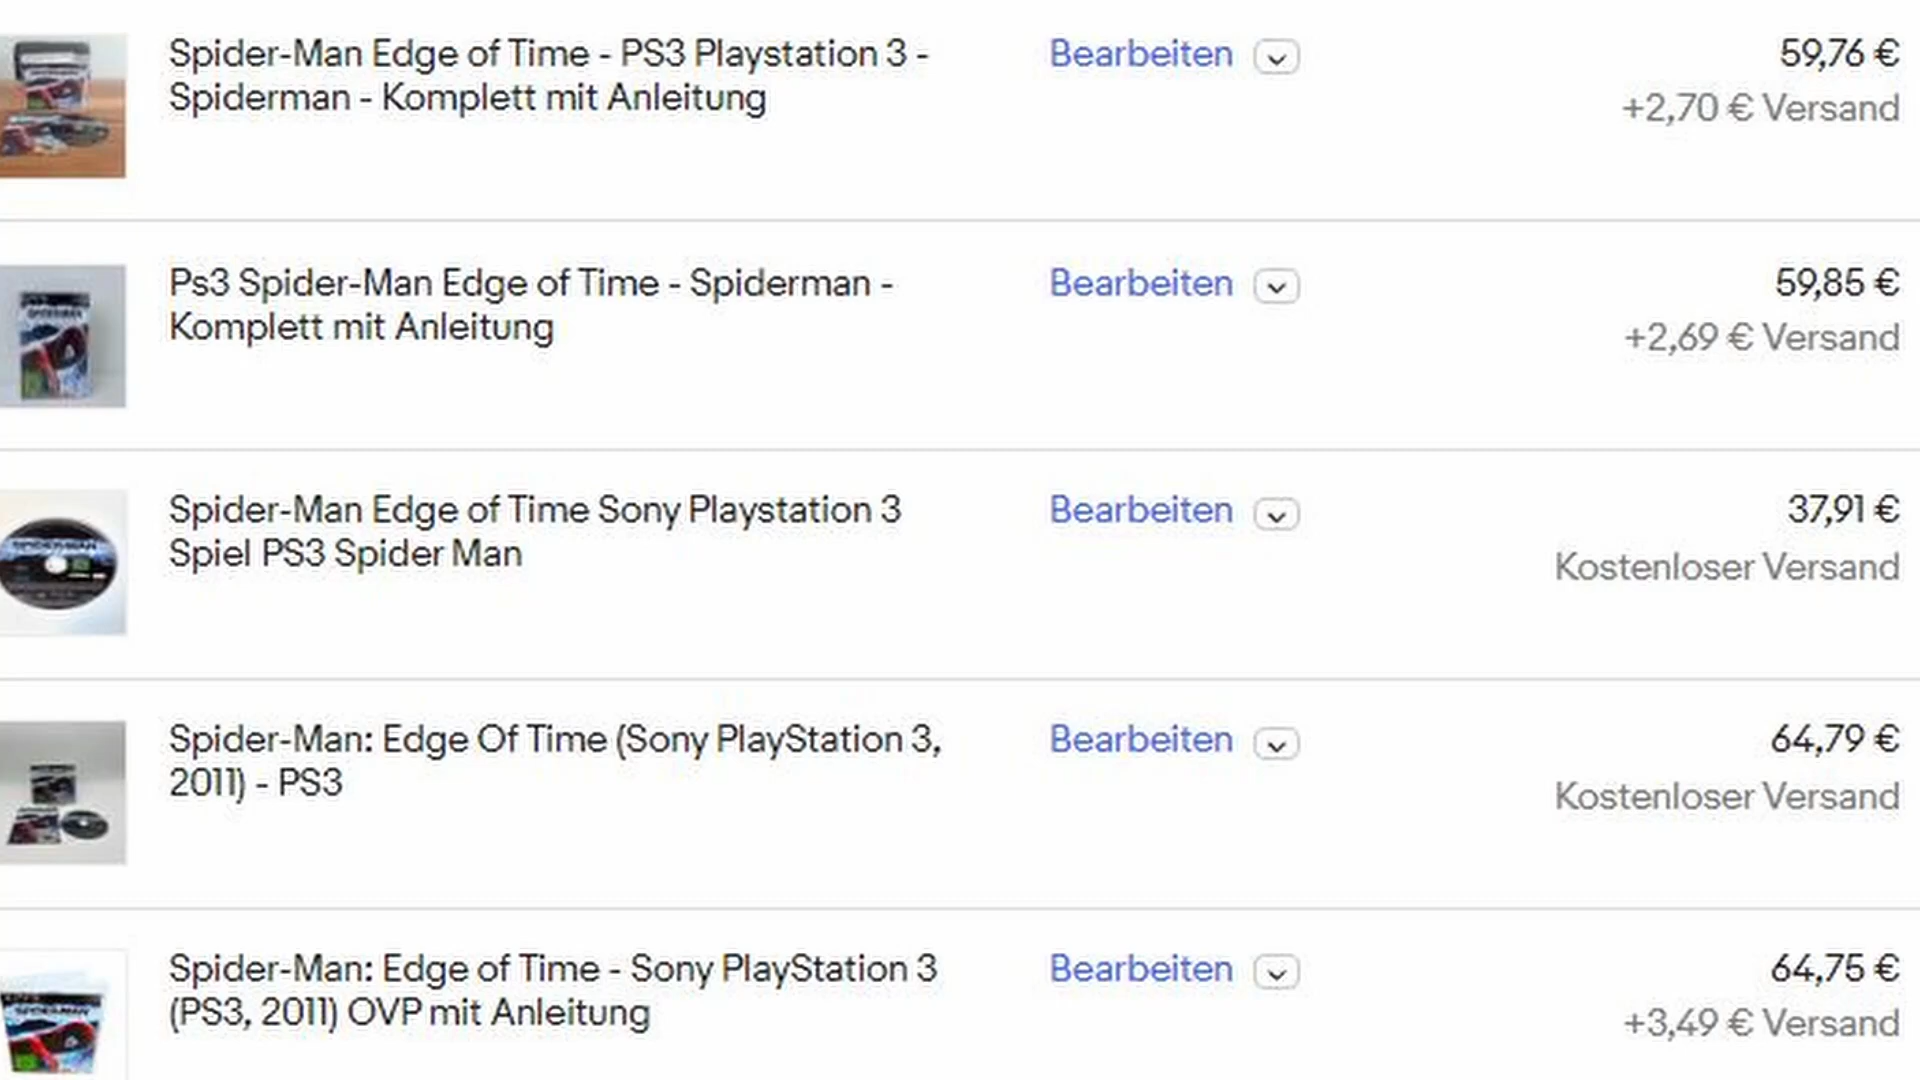 Spider-Man Edge of Time - PS3 Playstation 3 -
Spiderman - Komplett mit Anleitung
Bearbeiten
59,76 €
+2,70 € Versand
Ps3 Spider-Man Edge of Time - Spiderman -
Komplett mit Anleitung
Bearbeiten
59,85 €
+2,69 € Versand
Spider-Man Edge of Time Sony Playstation 3
Spiel PS3 Spider Man
Bearbeiten
37,91 €
Kostenloser Versand
Spider-Man: Edge Of Time (Sony PlayStation 3,
2011) - PS3
Bearbeiten
64,79 €
Kostenloser Versand
Spider-Man: Edge of Time - Sony PlayStation 3
(PS3, 2011) OVP mit Anleitung
Bearbeiten
64,75 €
+3,49 € Versand